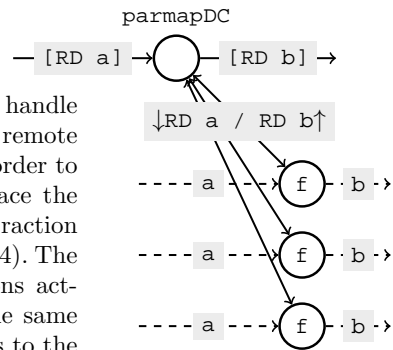 parmapDC
[RD a] [RD b]
handle
remote
↓RD a / RD b↑
order to
ace the
a f b
raction
4). The
ns act-
a f b
e same
s to the
a f b